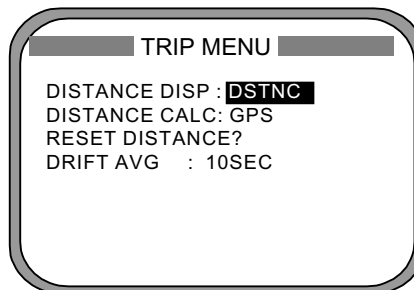 TRIP MENU
DISTANCE DISP : DSTNC
DISTANCE CALC: GPS
RESET DISTANCE?
DRIFT AVG : 10SEC